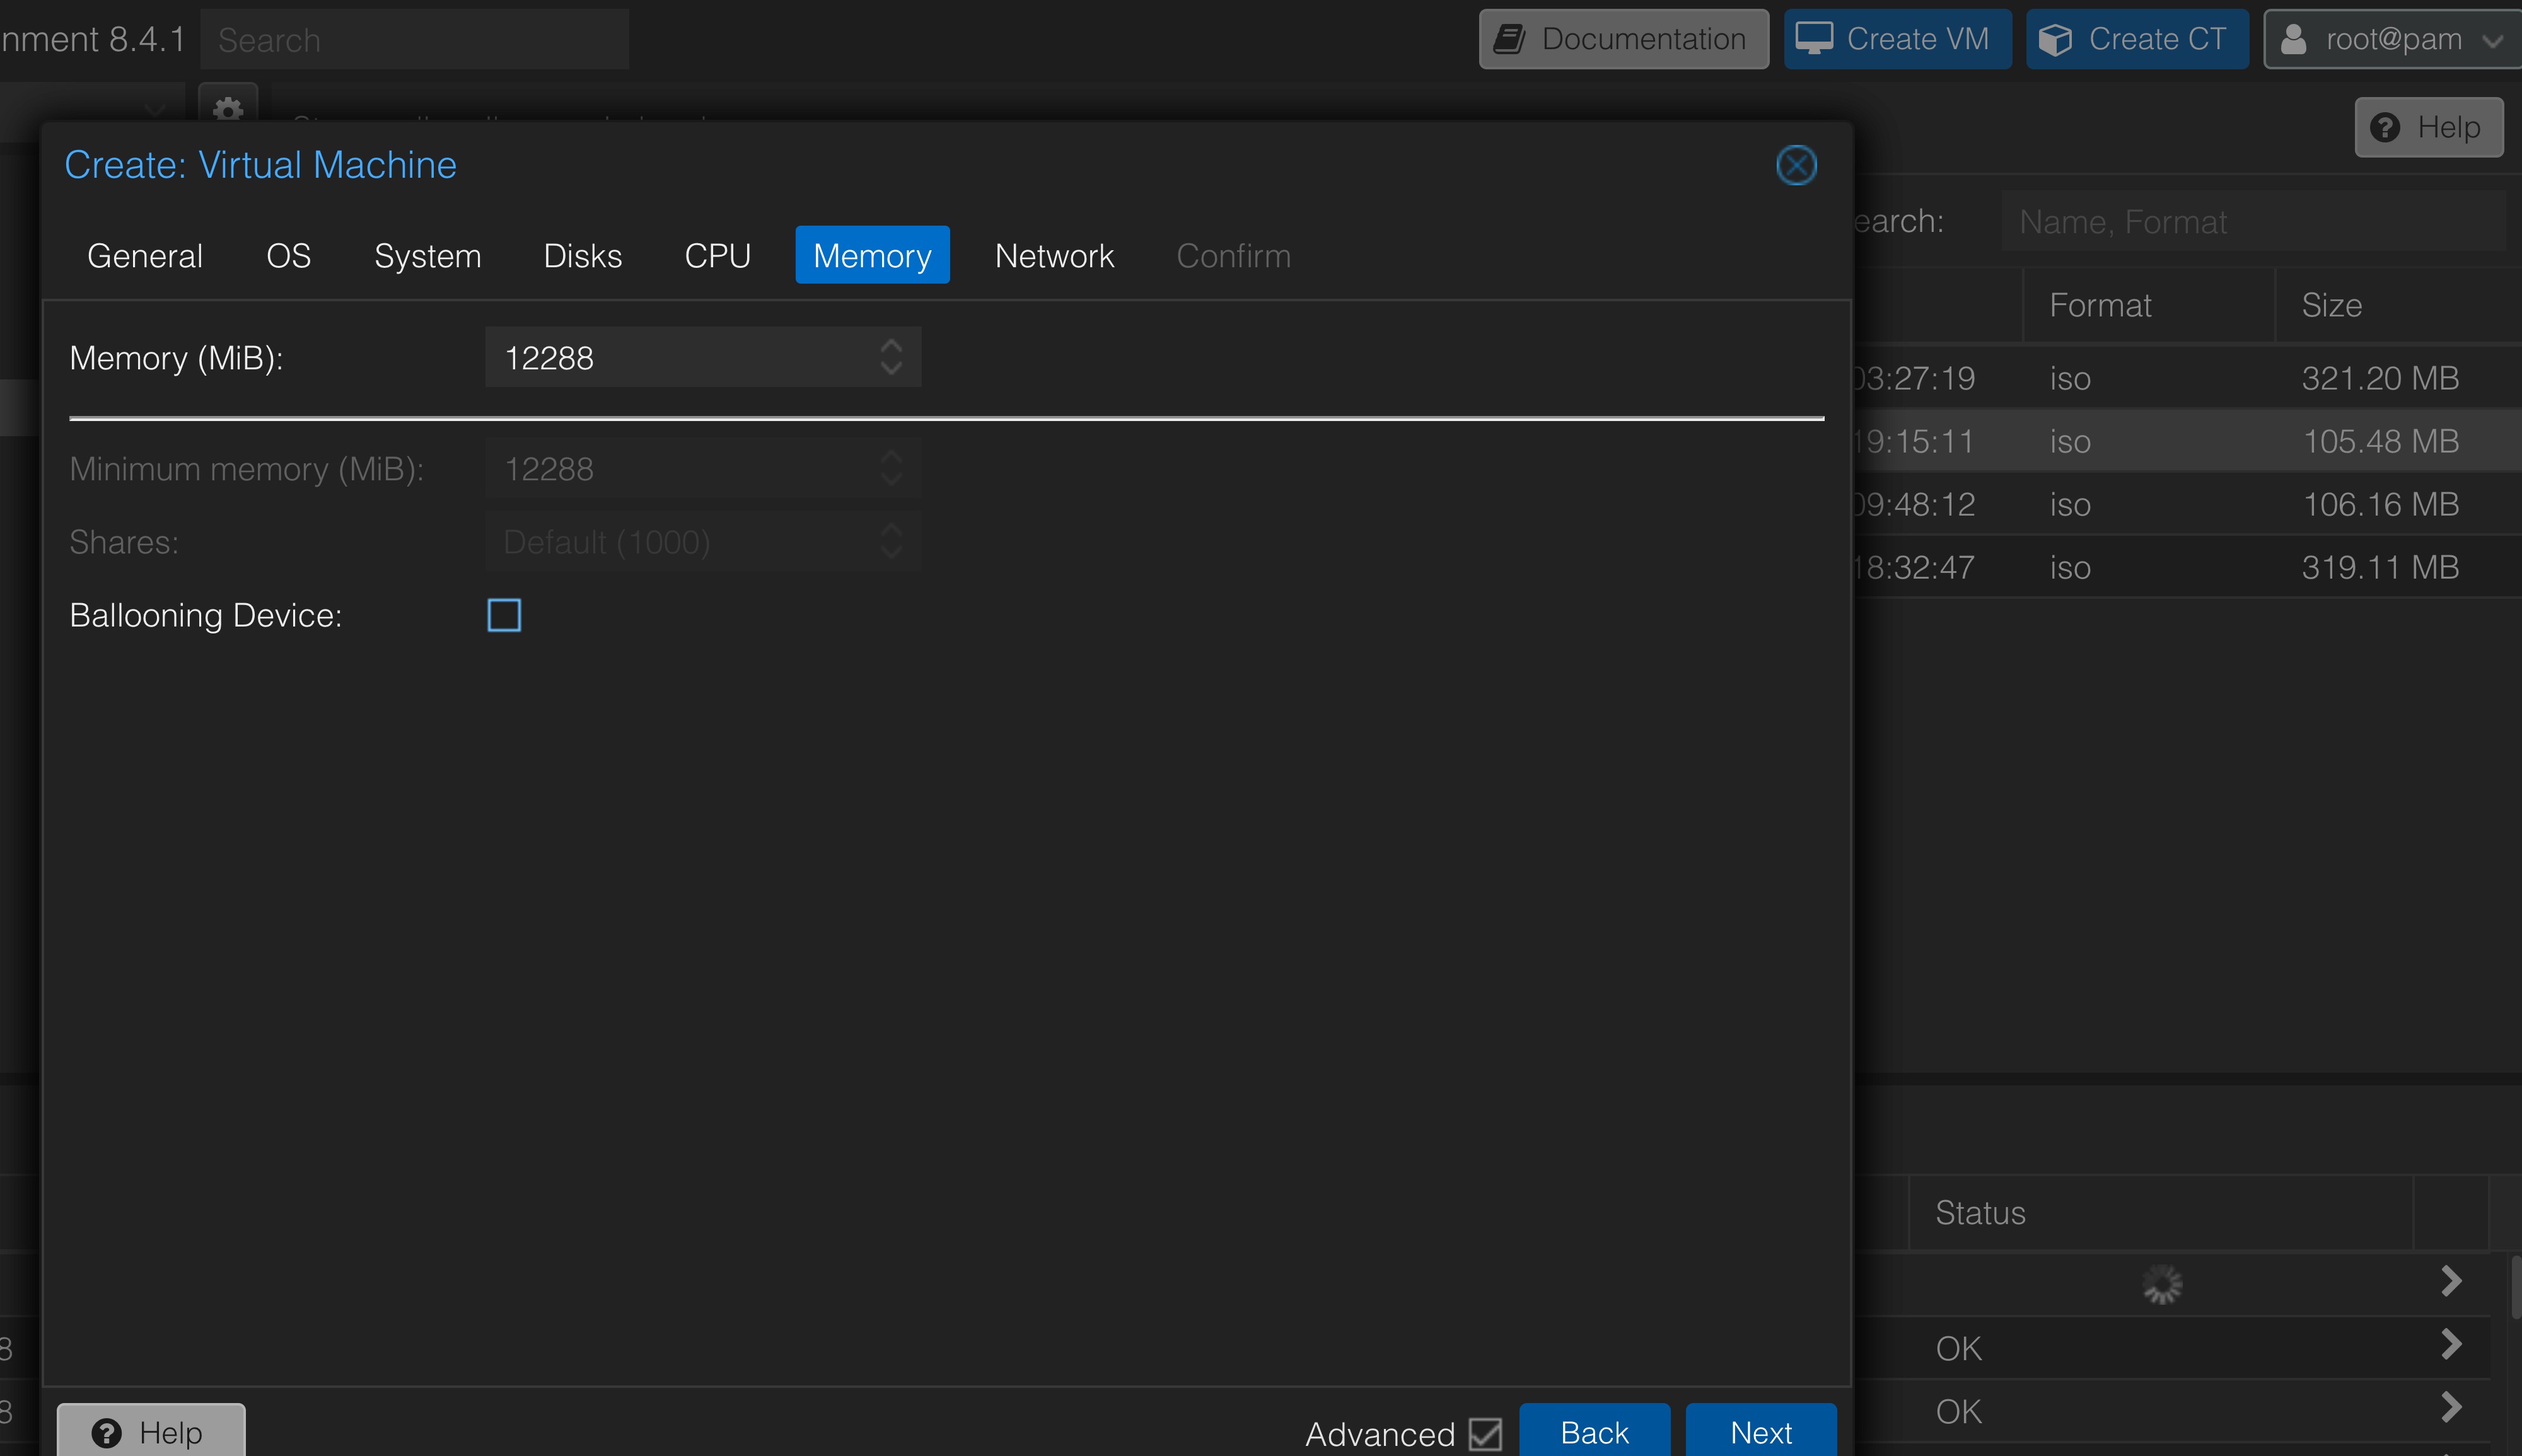 nment 8.4.1
Search
Documentation
Create VM
Create CT
root@pam
Help
Create: Virtual Machine
General OS System Disks CPU Memory Network Confirm
Memory (MiB): 12288
Minimum memory (MiB): 12288
Shares: Default (1000)
Ballooning Device:
Help
Advanced
Back
Next
earch: Name, Format
Format Size
03:27:19 iso 321.20 MB
19:15:11 iso 105.48 MB
09:48:12 iso 106.16 MB
18:32:47 iso 319.11 MB
Status
8 OK
8 OK